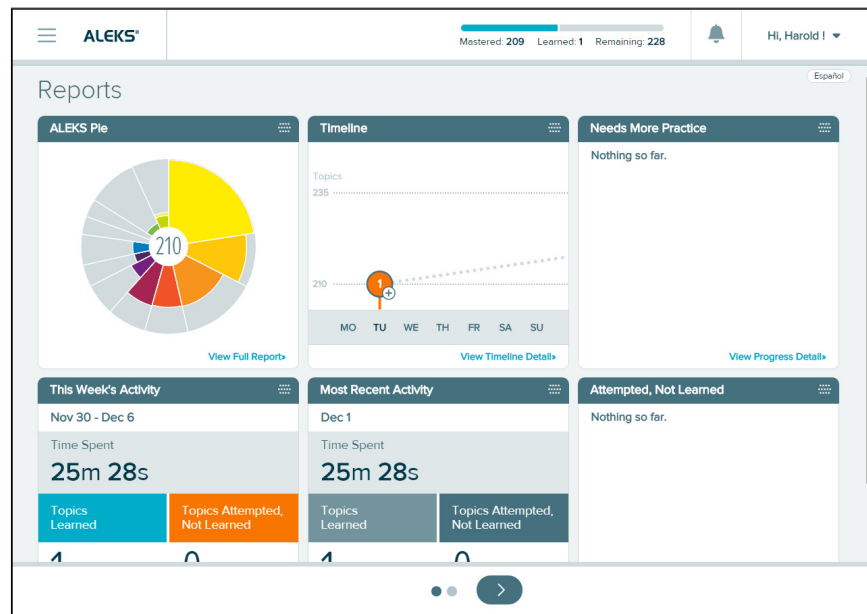 ALEKS®
Mastered: 209 Learned: 1 Remaining: 228
Hi, Harold !
Español
Reports
ALEKS Pie
210
View Full Report»
Timeline
Topics
235
210
1
MO TU WE TH FR SA SU
View Timeline Detail»
Needs More Practice
Nothing so far.
View Progress Detail»
This Week's Activity
Nov 30 - Dec 6
Time Spent
25m 28s
Topics
Learned
Topics Attempted,
Not Learned
1 0
Most Recent Activity
Dec 1
Time Spent
25m 28s
Topics
Learned
Topics Attempted,
Not Learned
1 0
Attempted, Not Learned
Nothing so far.